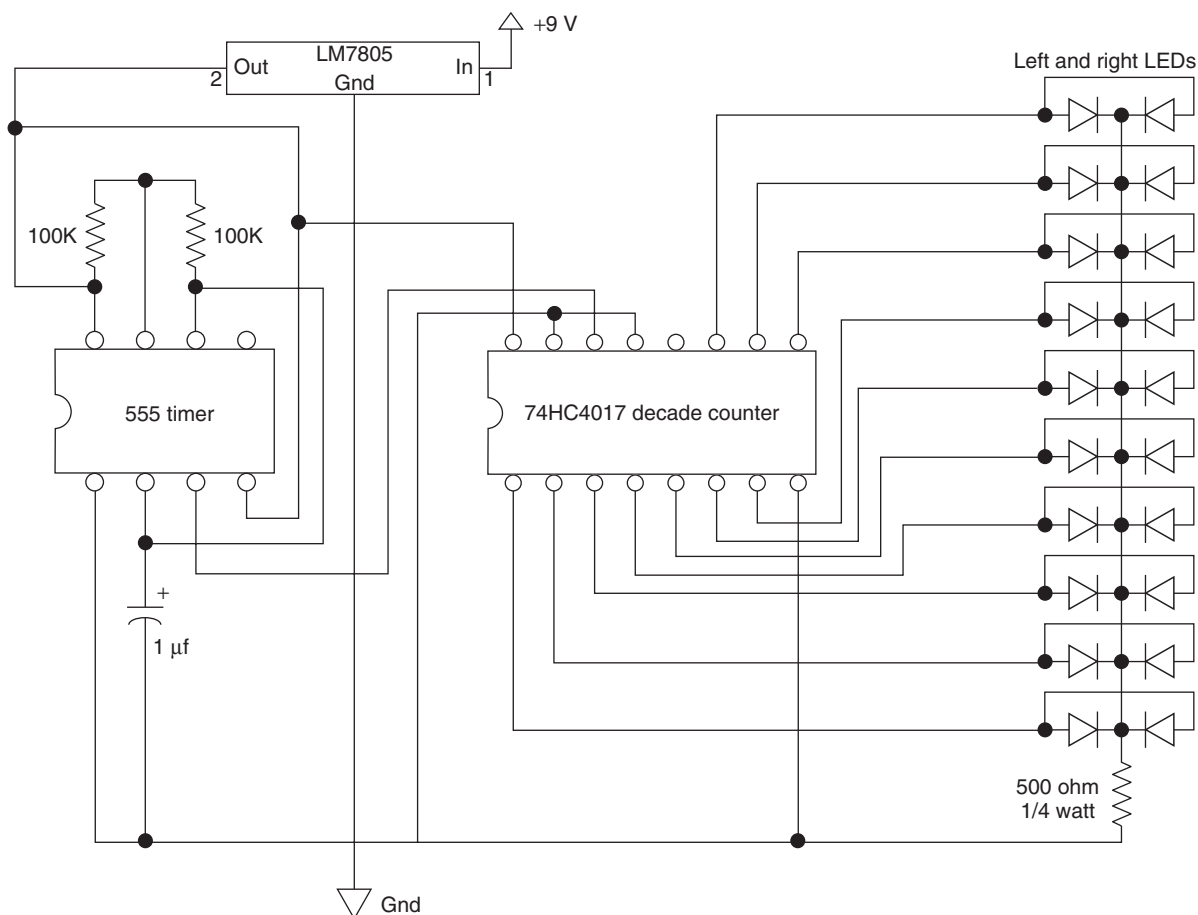 +9 V
LM7805
Out
In
2
Gnd
1
Left and right LEDs
100K
100K
555 timer
74HC4017 decade counter
+
1 µf
500 ohm
1/4 watt
Gnd